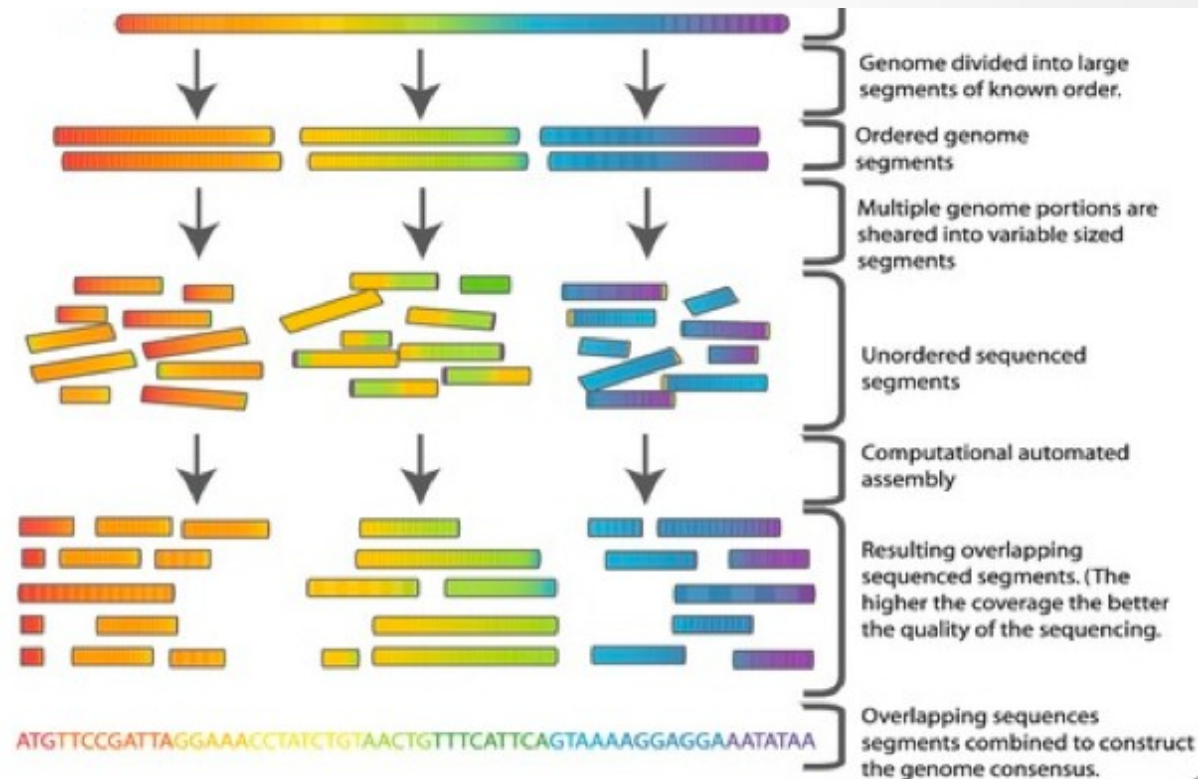 Genome divided into large
segments of known order.
Ordered genome
segments
Multiple genome portions are
sheared into variable sized
segments
Unordered sequenced
segments
Computational automated
assembly
Resulting overlapping
sequenced segments. (The
higher the coverage the better
the quality of the sequencing.
ATGTTCCGATTAGGAAACCTATCTGTAACTGTTTCATTCAGTAAAAGGAGGAAATATAA
Overlapping sequences
segments combined to construct
the genome consensus.